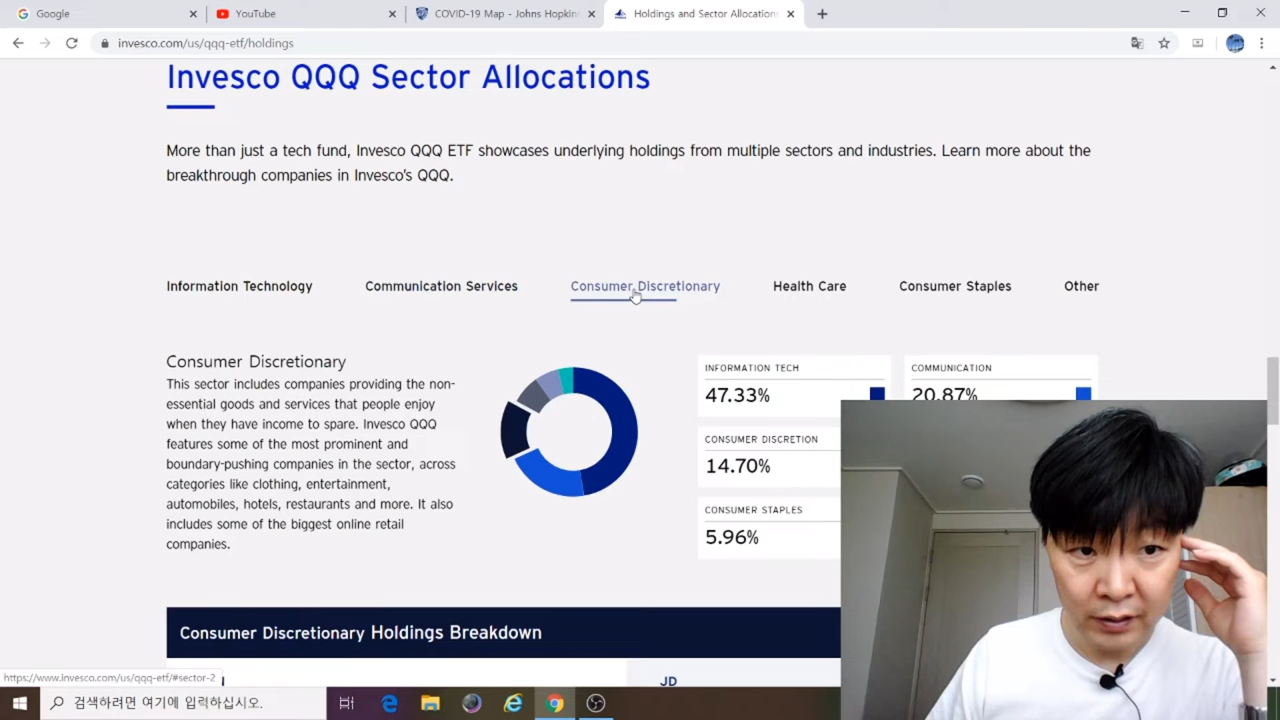 Google
YouTube
COVID-19 Map - Johns Hopkin
Holdings and Sector Allocation
invesco.com/us/qqq-etf/holdings
Invesco QQQ Sector Allocations
More than just a tech fund, Invesco QQQ ETF showcases underlying holdings from multiple sectors and industries. Learn more about the
breakthrough companies in Invesco's QQQ.
Information Technology Communication Services Consumer Discretionary Health Care Consumer Staples Other
Consumer Discretionary
This sector includes companies providing the non-
essential goods and services that people enjoy
when they have income to spare. Invesco QQQ
features some of the most prominent and
boundary-pushing companies in the sector, across
categories like clothing, entertainment,
automobiles, hotels, restaurants and more. It also
includes some of the biggest online retail
companies.
INFORMATION TECH
47.33%
COMMUNICATION
20.87%
CONSUMER DISCRETION
14.70%
CONSUMER STAPLES
5.96%
Consumer Discretionary Holdings Breakdown
JD
https://www.invesco.com/us/qqq-etf/#sector-2
검색하려면 여기에 입력하십시오.